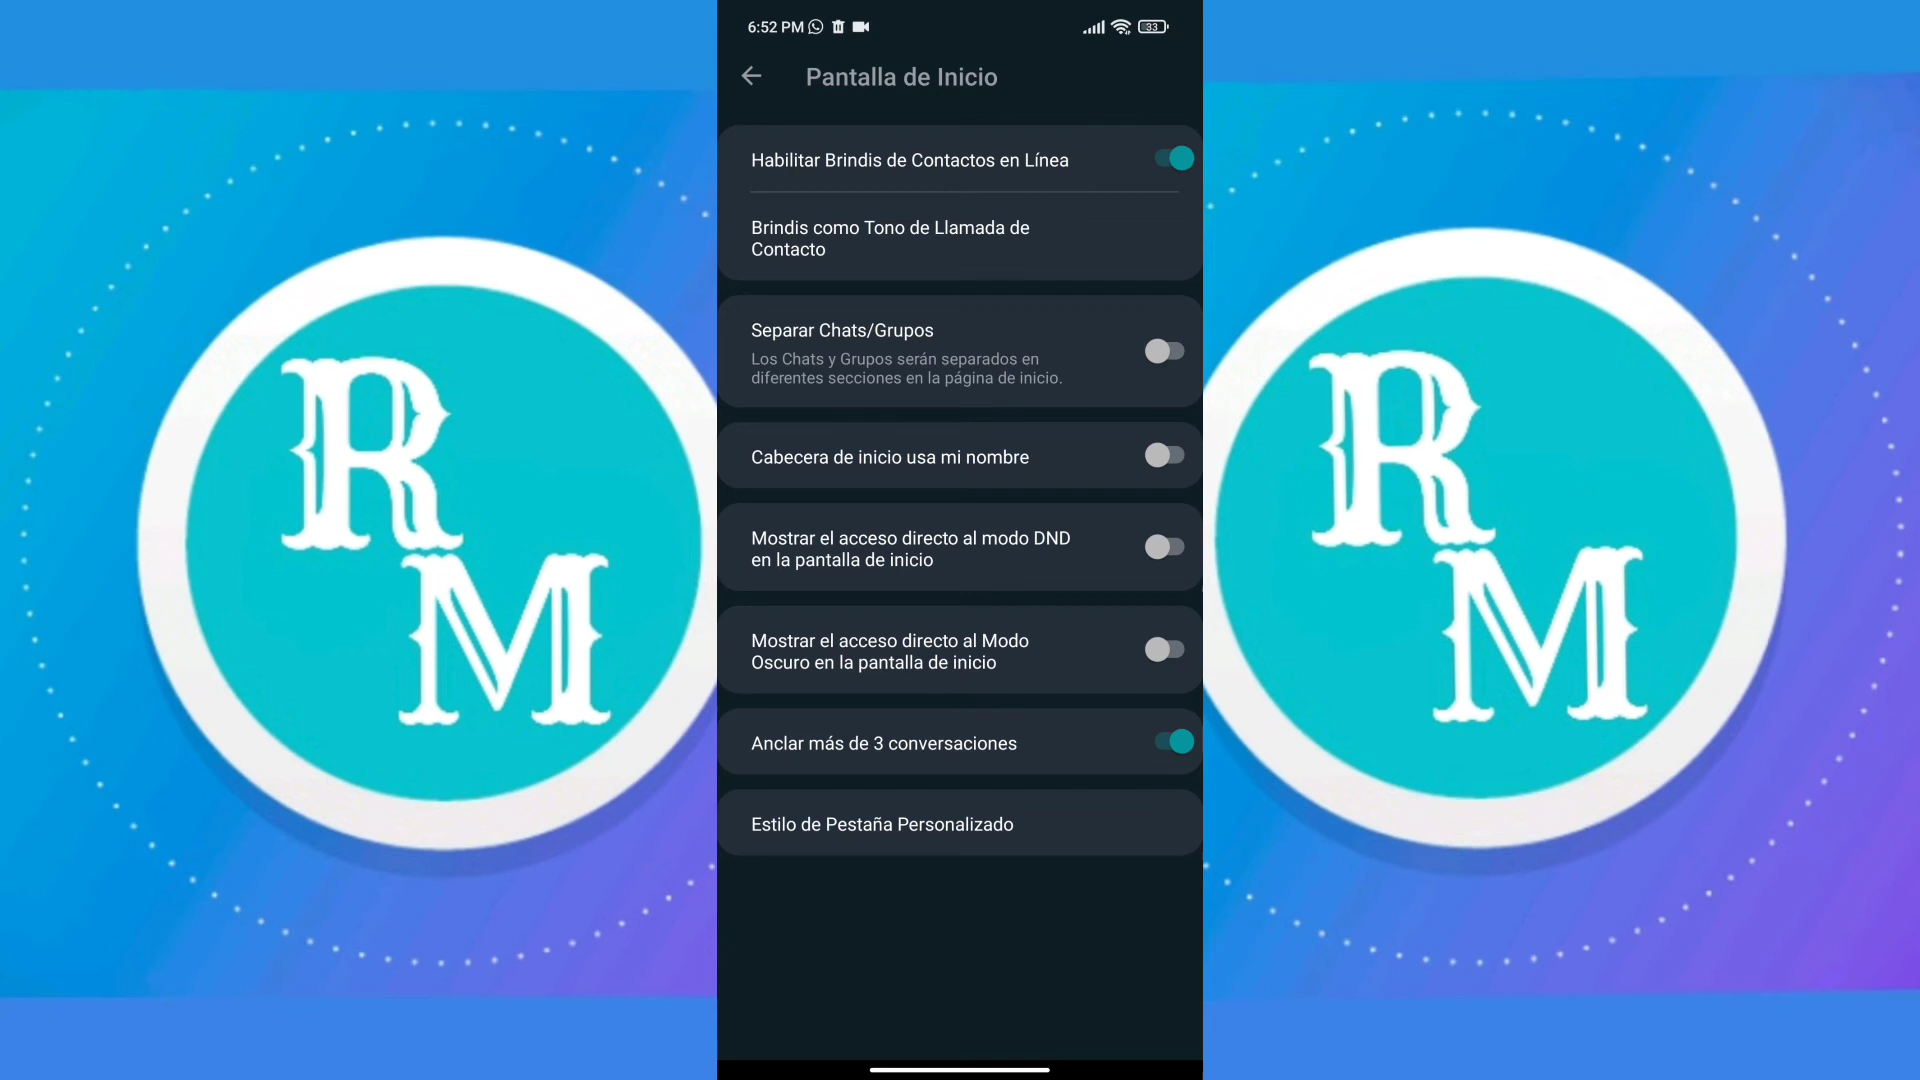 6:52 PM
33
Pantalla de Inicio
Habilitar Brindis de Contactos en Línea
Brindis como Tono de Llamada de
Contacto
Separar Chats/Grupos
Los Chats y Grupos serán separados en
diferentes secciones en la página de inicio.
Cabecera de inicio usa mi nombre
Mostrar el acceso directo al modo DND
en la pantalla de inicio
Mostrar el acceso directo al Modo
Oscuro en la pantalla de inicio
Anclar más de 3 conversaciones
Estilo de Pestaña Personalizado
R
M
R
M